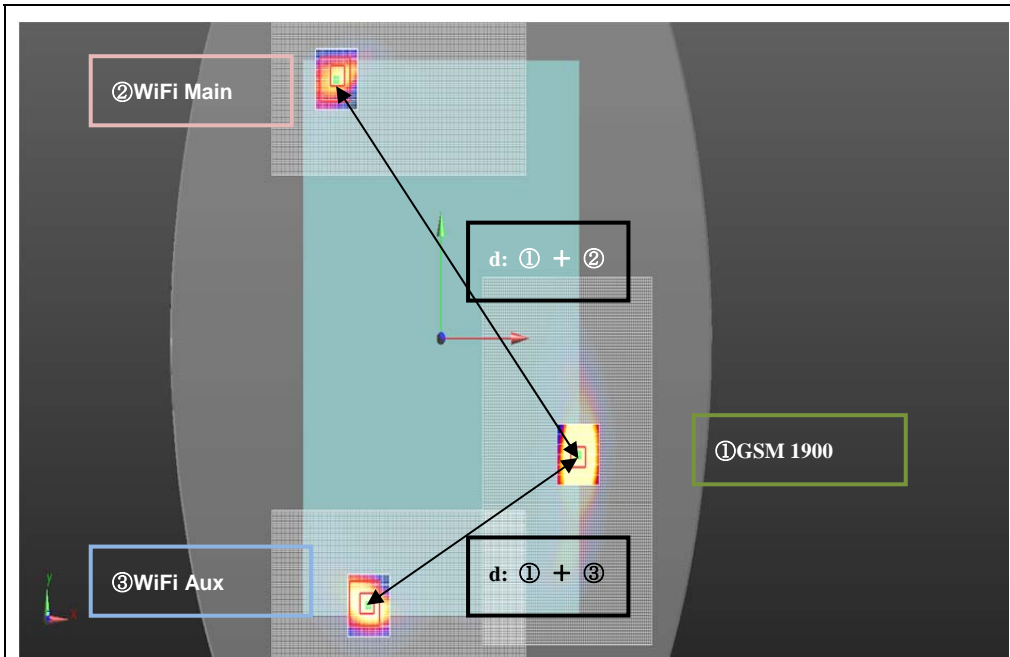 ②WiFi Main
d: ① + ②
①GSM 1900
③WiFi Aux
d: ① + ③
y
x